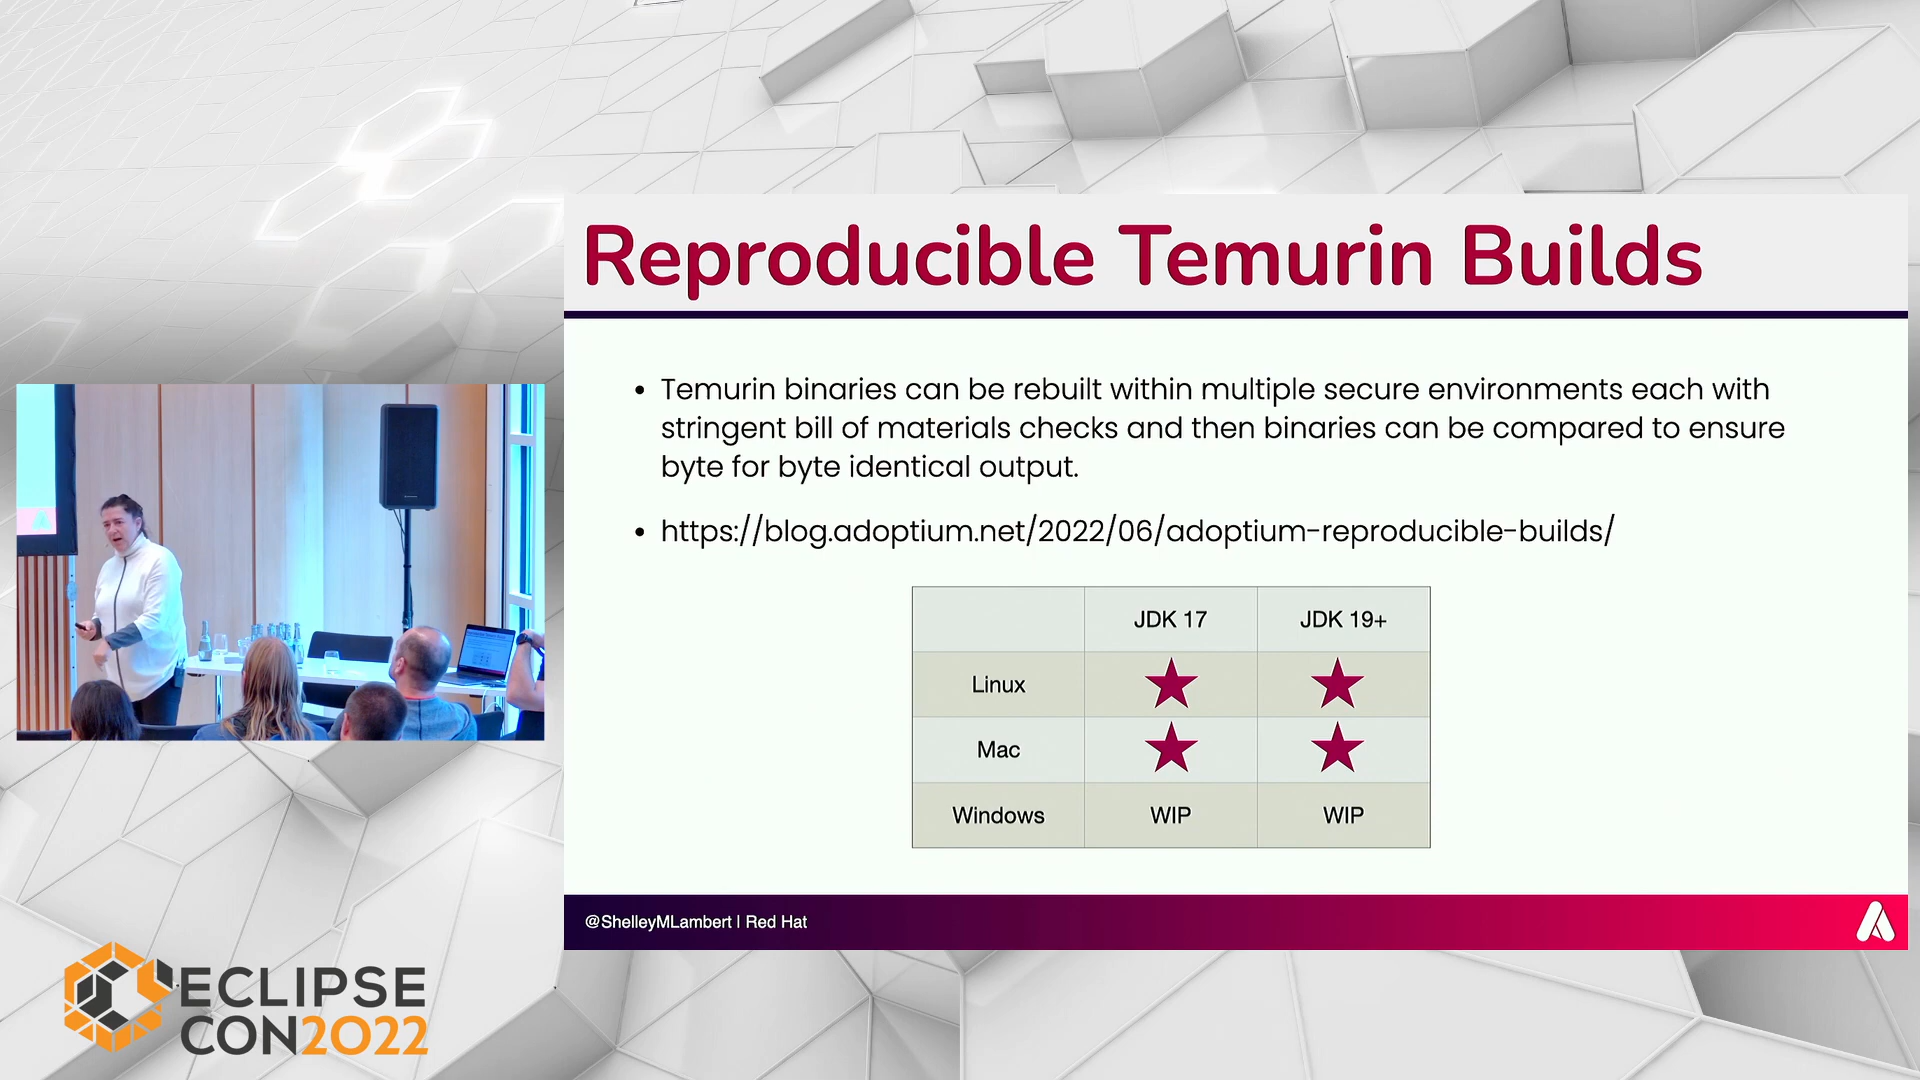 Reproducible Temurin Builds
• Temurin binaries can be rebuilt within multiple secure environments each with
stringent bill of materials checks and then binaries can be compared to ensure
byte for byte identical output.
• https://blog.adoptium.net/2022/06/adoptium-reproducible-builds/
JDK 17 JDK 19+
Linux
Mac
Windows WIP WIP
@ShelleyMLambert | Red Hat
ECLIPSE
CON2022